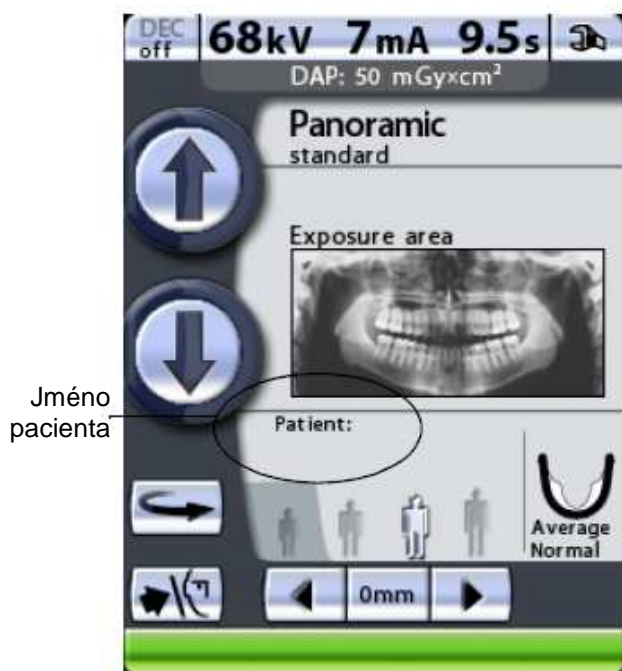 DEC
off
68kV 7mA 9.5s
DAP: 50 mGy×cm²
Panoramic
standard
Exposure area
Jméno
pacienta
Patient:
Average
Normal
0mm